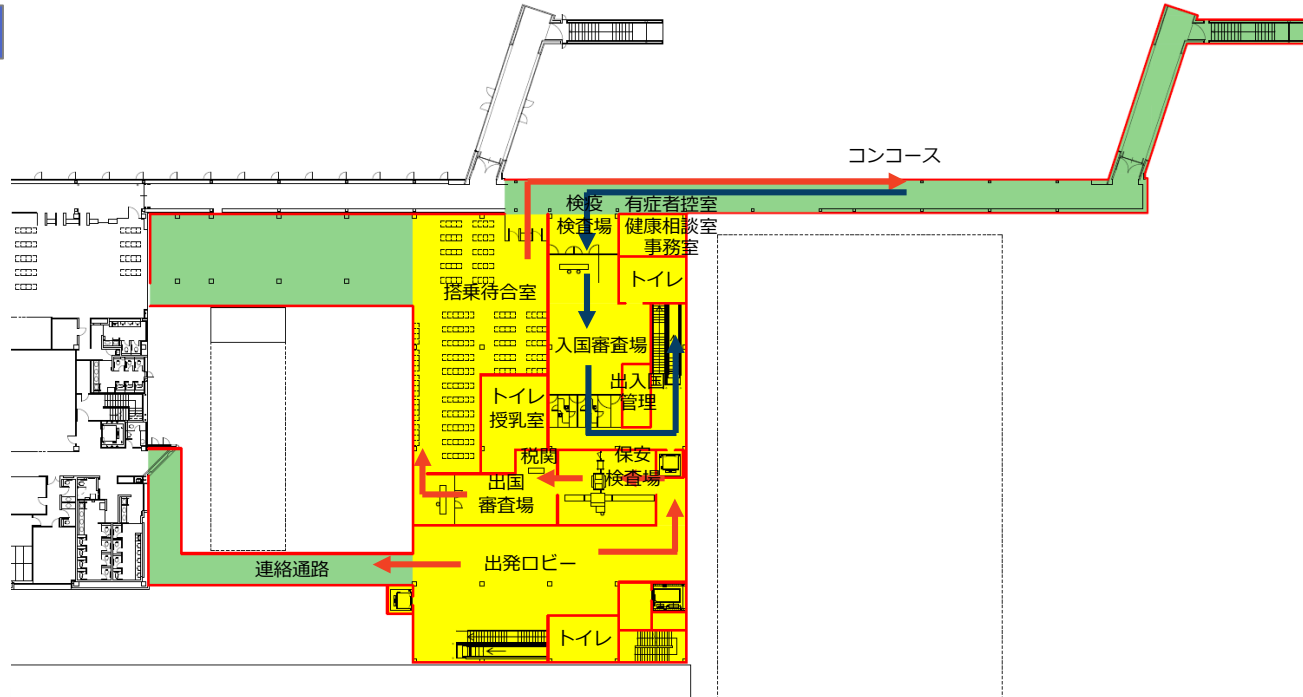 コンコース
検疫
検査場
有症者控室
健康相談室
事務室
トイレ
搭乗待合室
入国審査場
出入国
管理
トイレ
授乳室
税関
保安
検査場
出国
審査場
出発ロビー
連絡通路
トイレ